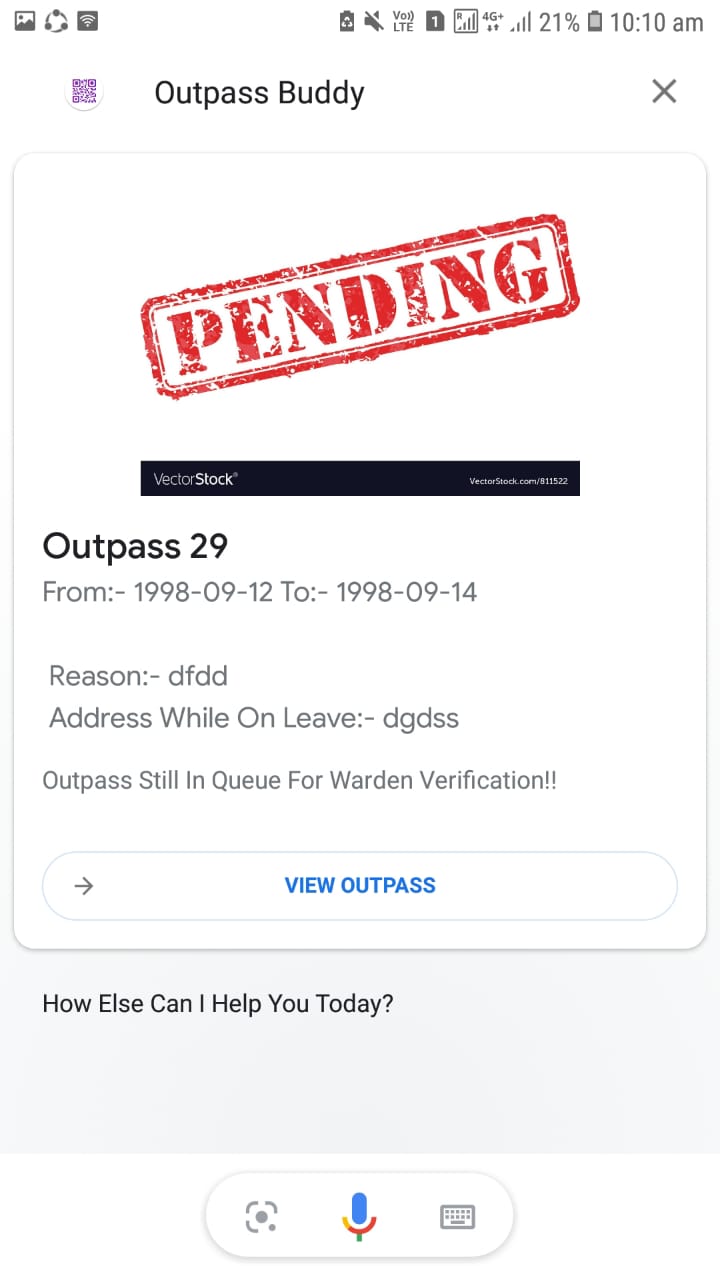 Vo))
LTE
1
R
4G+
21%
10:10 am
Outpass Buddy
PENDING
VectorStock®
VectorStock.com/811522
Outpass 29
From:- 1998-09-12 To:- 1998-09-14
Reason:- dfdd
Address While On Leave:- dgdss
Outpass Still In Queue For Warden Verification!!
VIEW OUTPASS
How Else Can I Help You Today?